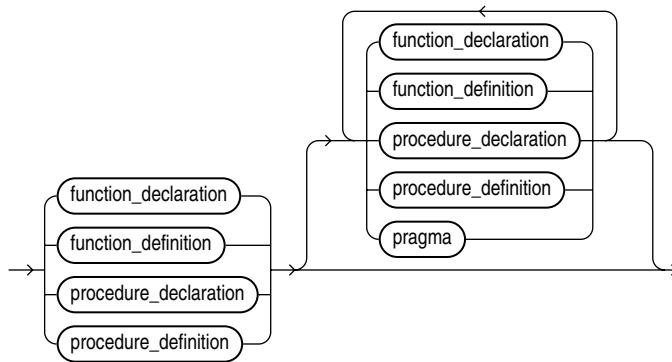 function_declaration
function_definition
procedure_declaration
procedure_definition
function_declaration
function_definition
procedure_declaration
procedure_definition
pragma